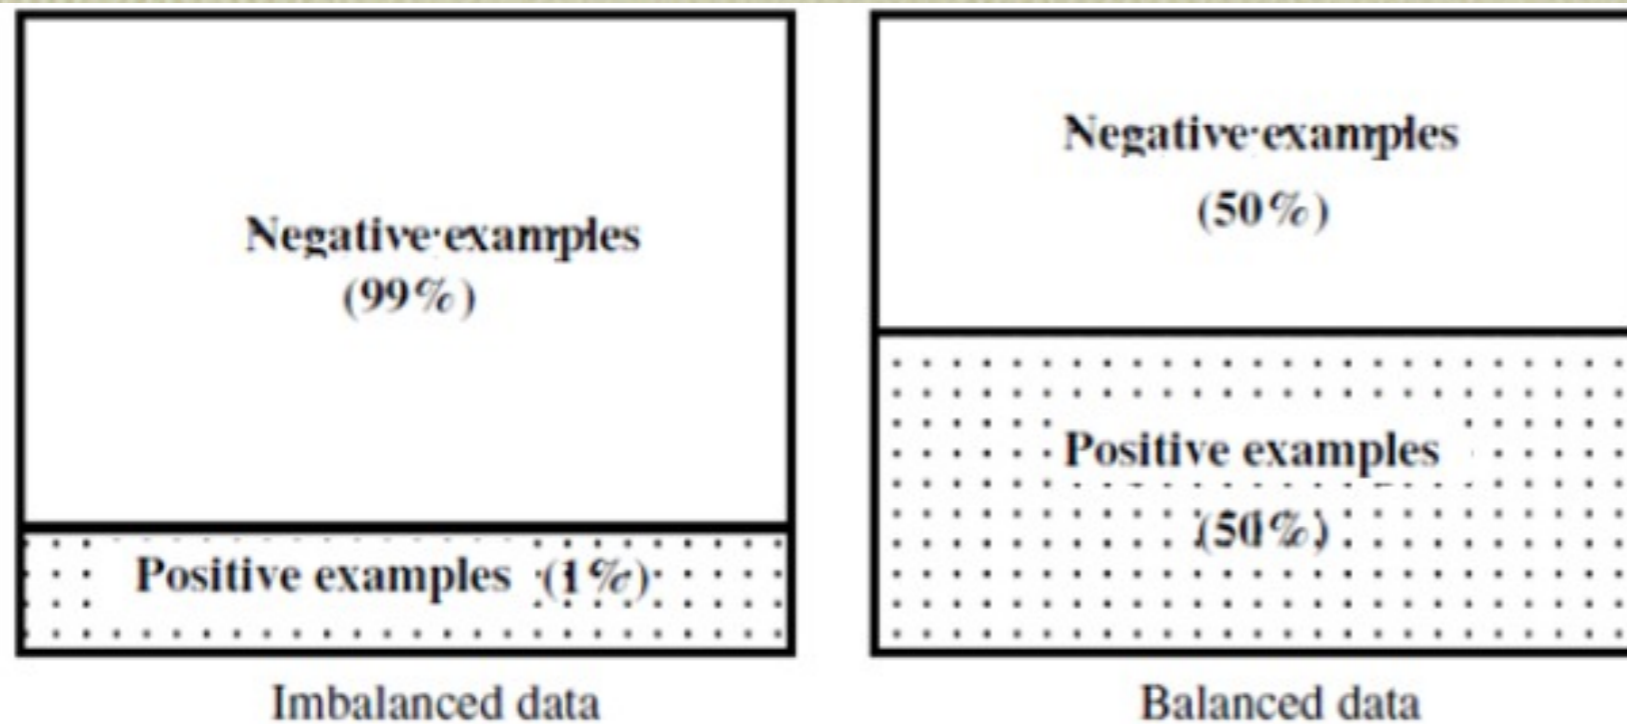 Negative examples
(99%)
Positive examples (1%)
Imbalanced data
Negative examples
(50%)
Positive examples
(50%)
Balanced data